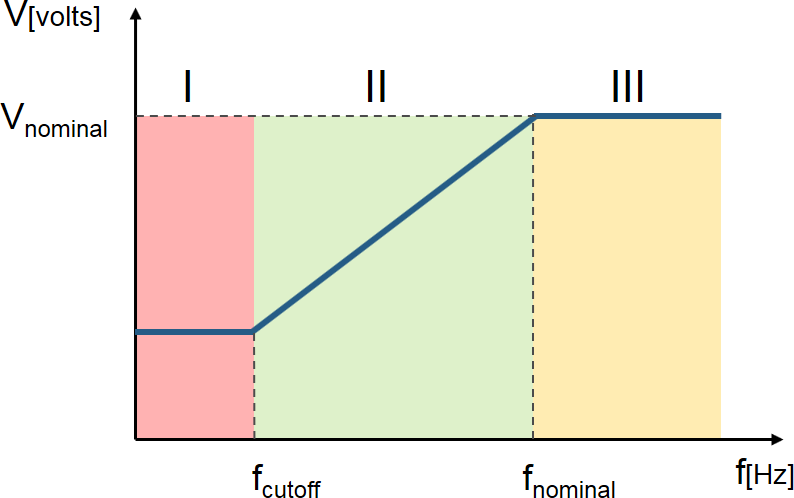 V[volts]
I II III
Vnominal
fcutoff fnominal f[Hz]